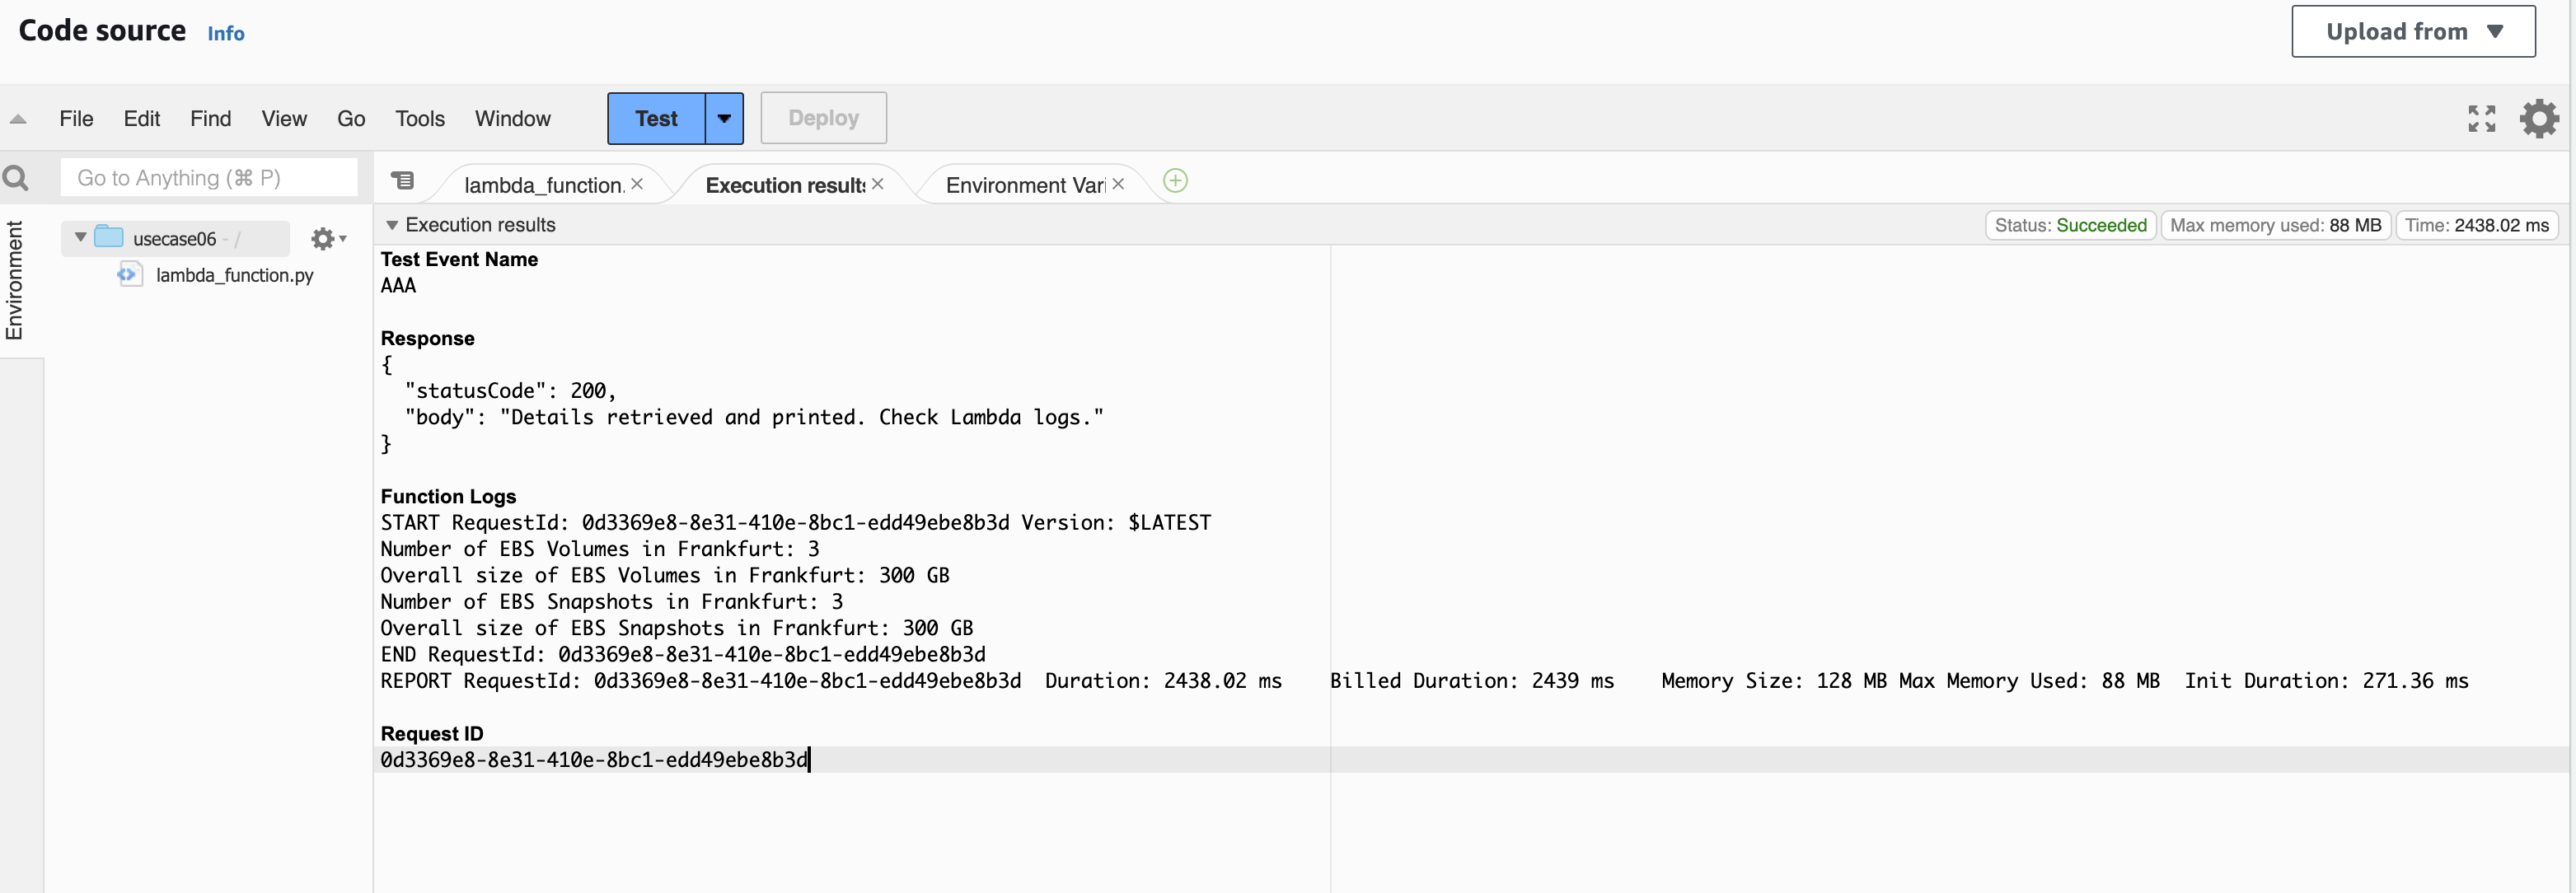 Code source Info
Upload from
File Edit Find View Go Tools Window Test Deploy
Go to Anything (⌘ P)
lambda_function. Execution results Environment Vari
Environment
usecase06 - /
lambda_function.py
Execution results
Status: Succeeded Max memory used: 88 MB Time: 2438.02 ms
Test Event Name
AAA
Response
{
"statusCode": 200,
"body": "Details retrieved and printed. Check Lambda logs."
}
Function Logs
START RequestId: 0d3369e8-8e31-410e-8bc1-edd49ebe8b3d Version: $LATEST
Number of EBS Volumes in Frankfurt: 3
Overall size of EBS Volumes in Frankfurt: 300 GB
Number of EBS Snapshots in Frankfurt: 3
Overall size of EBS Snapshots in Frankfurt: 300 GB
END RequestId: 0d3369e8-8e31-410e-8bc1-edd49ebe8b3d
REPORT RequestId: 0d3369e8-8e31-410e-8bc1-edd49ebe8b3d Duration: 2438.02 ms Billed Duration: 2439 ms Memory Size: 128 MB Max Memory Used: 88 MB Init Duration: 271.36 ms
Request ID
0d3369e8-8e31-410e-8bc1-edd49ebe8b3d